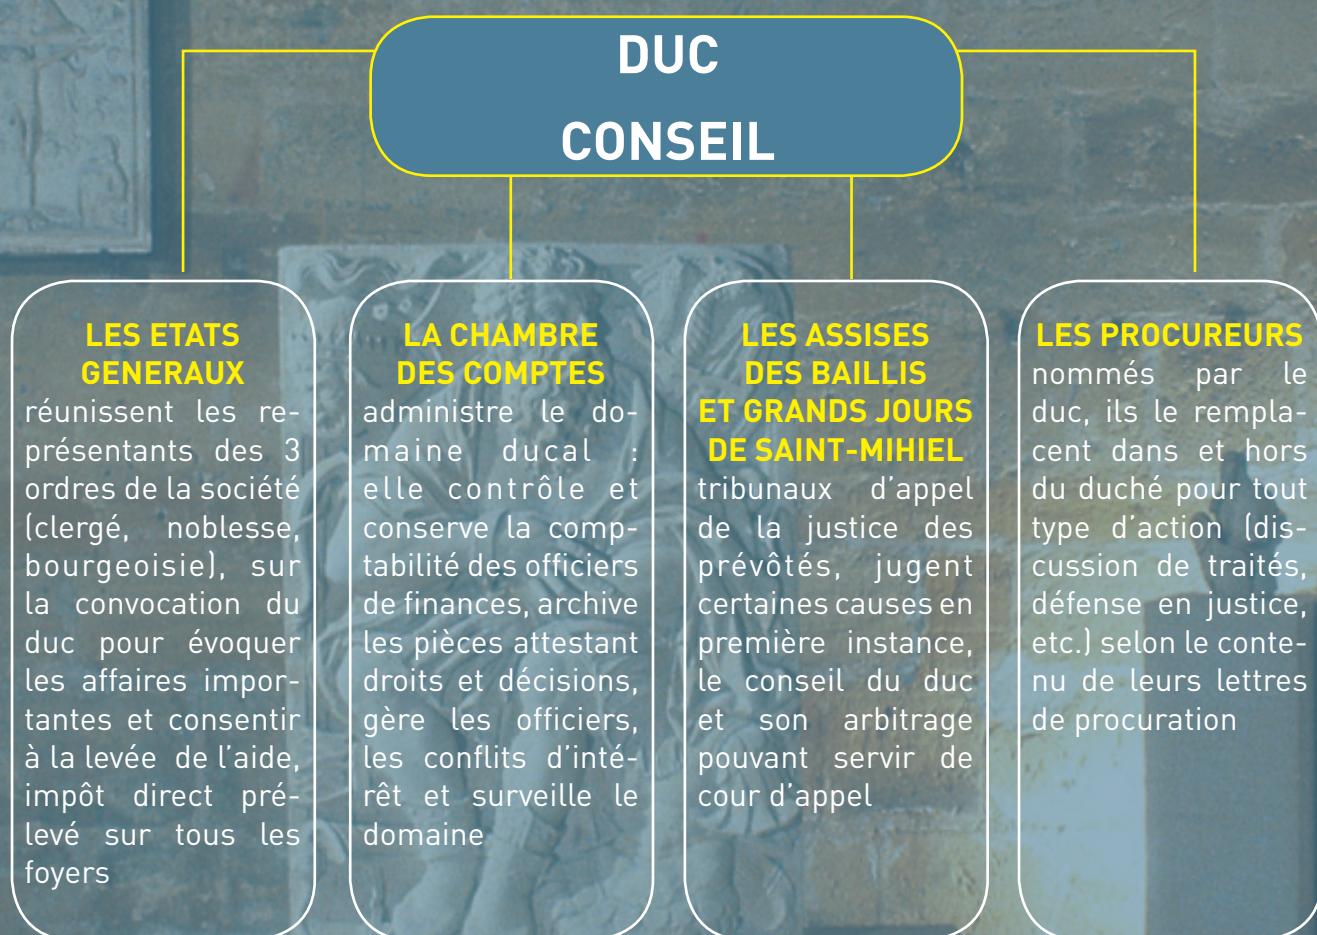 DUC
CONSEIL
LES ETATS
GENERAUX
réunissent les re-
présentants des 3
ordres de la société
(clergé, noblesse,
bourgeoisie), sur
la convocation du
duc pour évoquer
les affaires impor-
tantes et consentir
à la levée de l'aide,
impôt direct pré-
levé sur tous les
foyers
LA CHAMBRE
DES COMPTES
administre le do-
maine ducal :
elle contrôle et
conserve la comp-
tabilité des officiers
de finances, archive
les pièces attestant
droits et décisions,
gère les officiers,
les conflits d'inté-
rêt et surveille le
domaine
LES ASSISES
DES BAILLIS
ET GRANDS JOURS
DE SAINT-MIHIEL
tribunaux d'appel
de la justice des
prévôtés, jugent
certaines causes en
première instance,
le conseil du duc
et son arbitrage
pouvant servir de
cour d'appel
LES PROCUREURS
nommés par le
duc, ils le rempla-
cent dans et hors
du duché pour tout
type d'action (dis-
cussion de traités,
défense en justice,
etc.) selon le conte-
nu de leurs lettres
de procuration